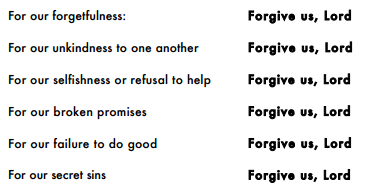 For our forgetfulness: Forgive us, Lord
For our unkindness to one another Forgive us, Lord
For our selfishness or refusal to help Forgive us, Lord
For our broken promises Forgive us, Lord
For our failure to do good Forgive us, Lord
For our secret sins Forgive us, Lord